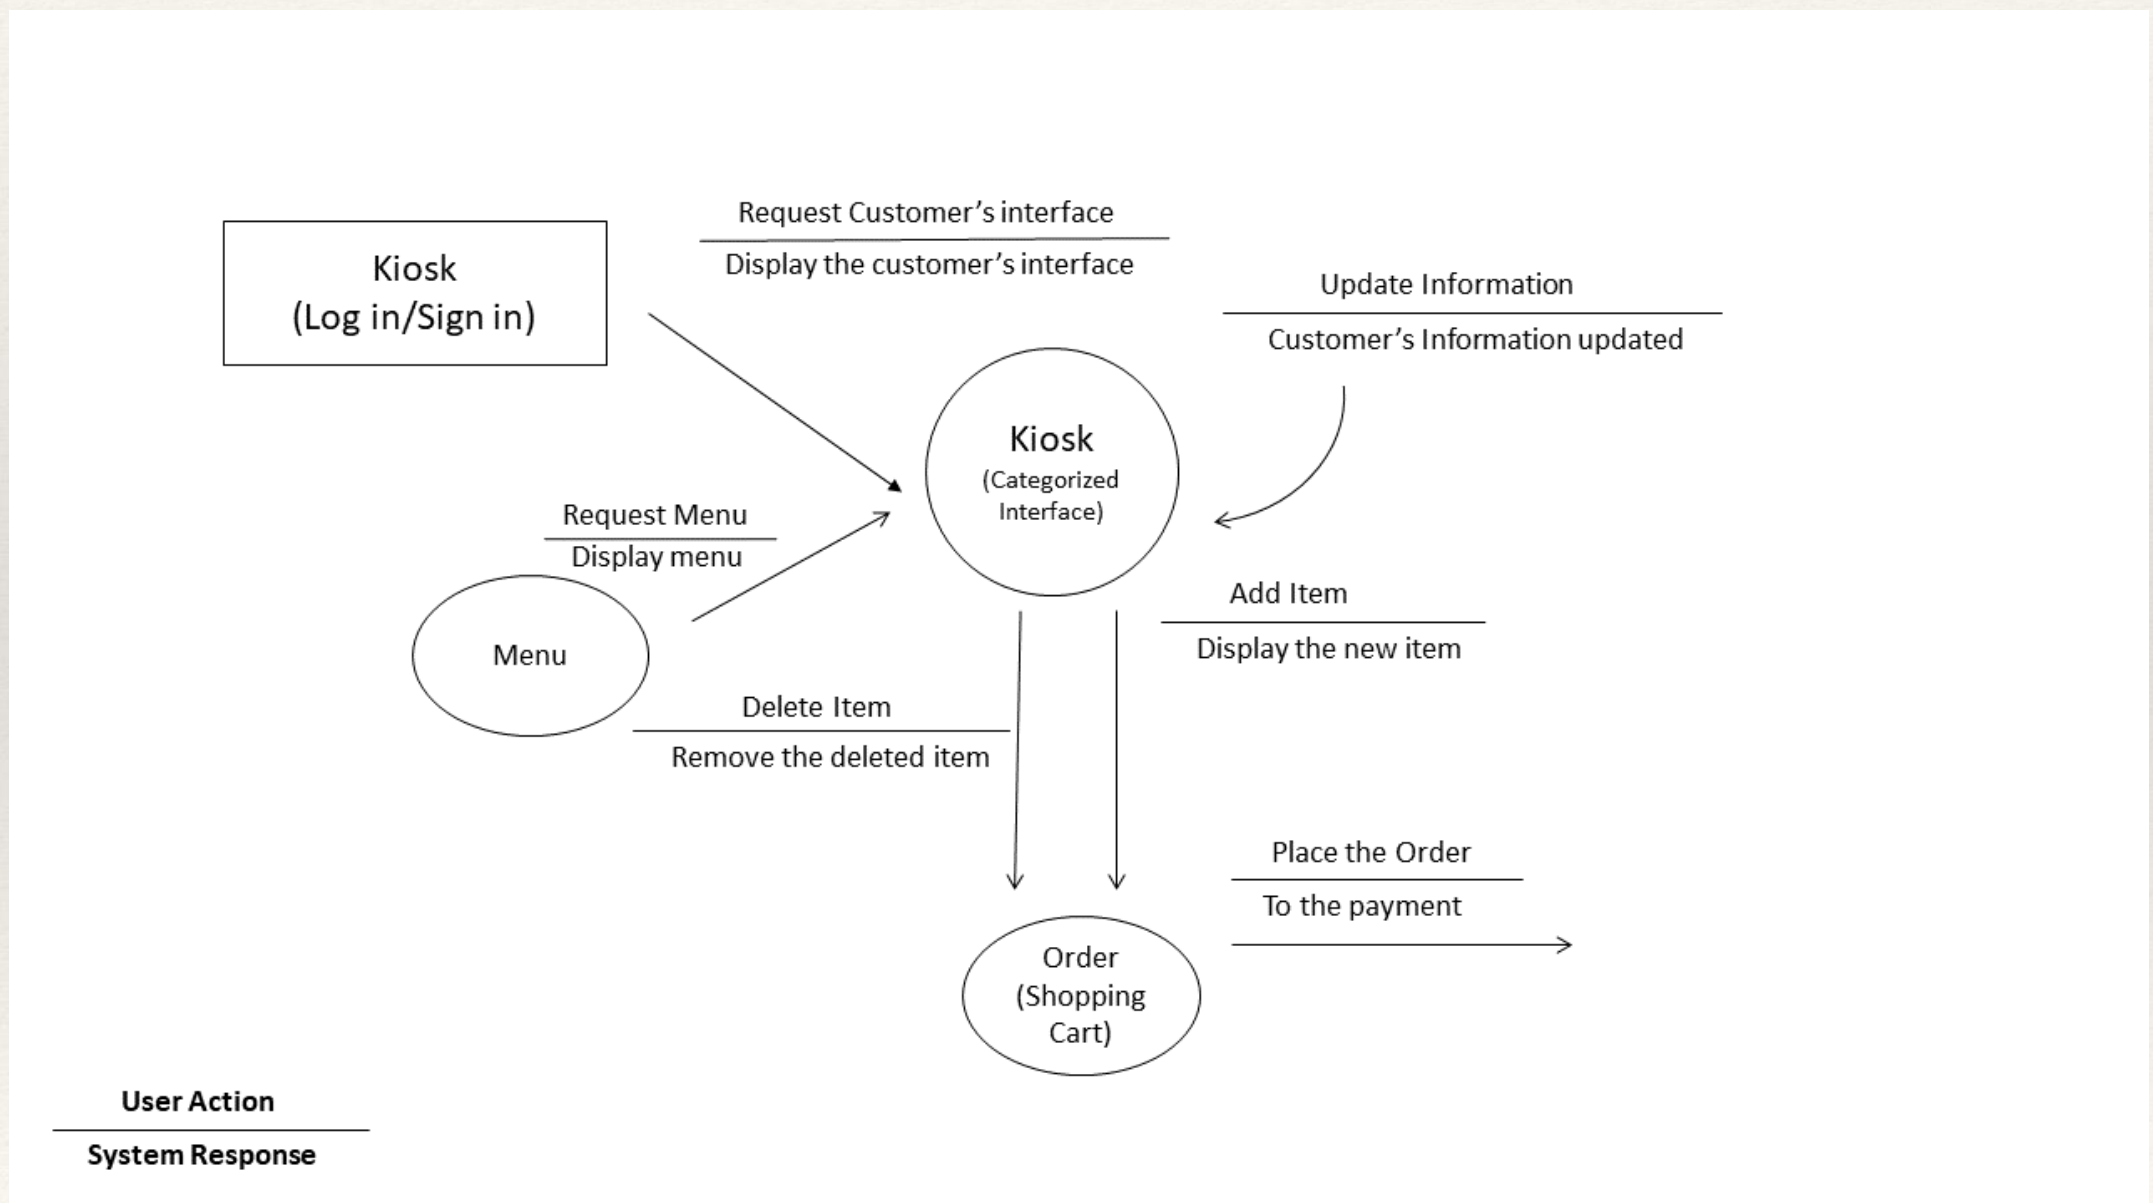 Request Customer’s interface
Display the customer’s interface
Kiosk
(Log in/Sign in)
Update Information
Customer’s Information updated
Kiosk
(Categorized
Interface)
Request Menu
Display menu
Menu
Add Item
Display the new item
Delete Item
Remove the deleted item
Place the Order
To the payment
Order
(Shopping
Cart)
User Action
System Response